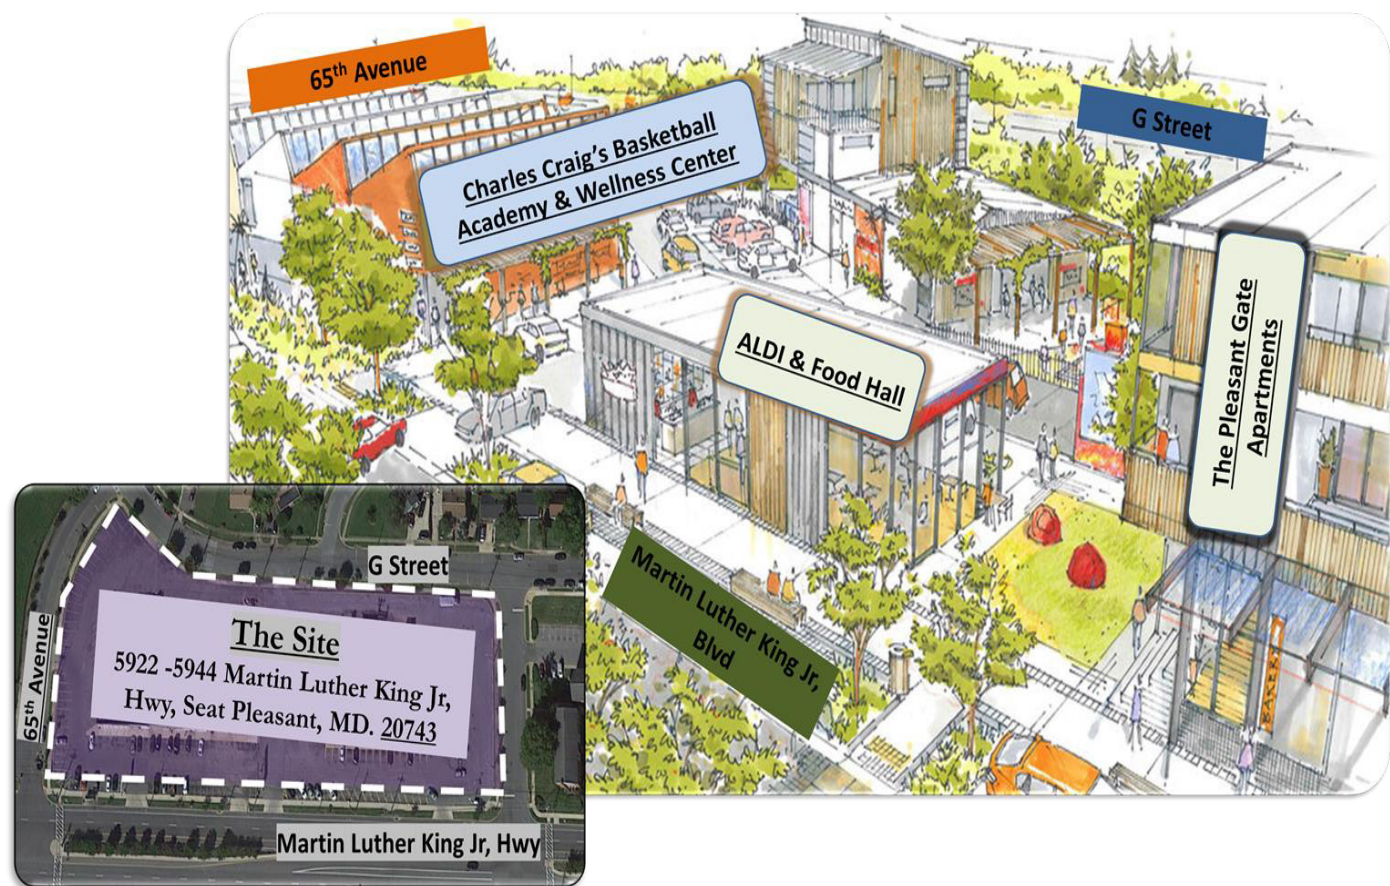 65th Avenue
G Street
Charles Craig's Basketball
Academy & Wellness Center
ALDI & Food Hall
The Pleasant Gate
Apartments
Martin Luther King Jr,
Blvd
BAKERY
G Street
65th Avenue
The Site
5922 -5944 Martin Luther King Jr,
Hwy, Seat Pleasant, MD. 20743
Martin Luther King Jr, Hwy